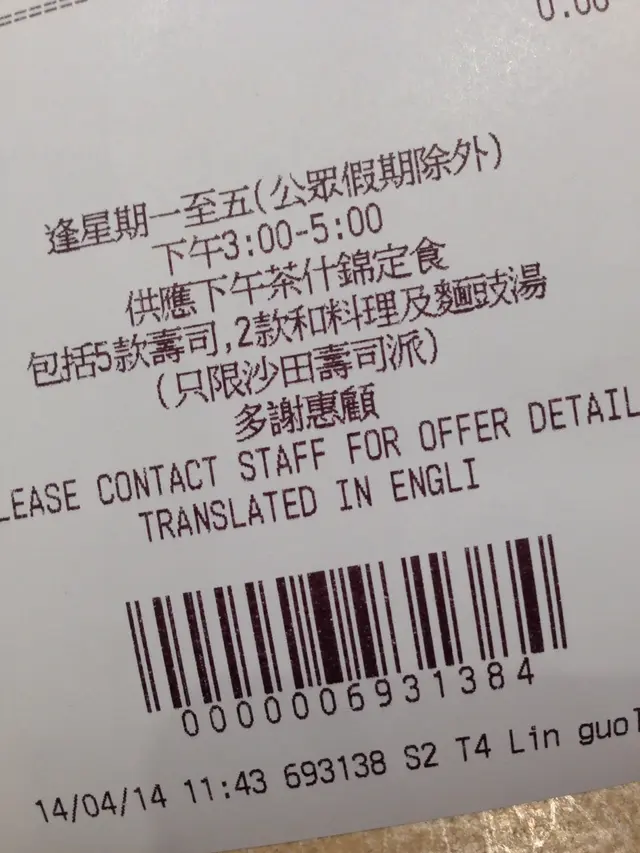 0.00
逢星期一至五(公眾假期除外)
下午3:00-5:00
供應下午茶什錦定食
包括5款壽司,2款和料理及麵豉湯
(只限沙田壽司派)
多謝惠顧
LEASE CONTACT STAFF FOR OFFER DETAIL
TRANSLATED IN ENGLI
0000006931384
14/04/14 11:43 693138 S2 T4 Lin guo